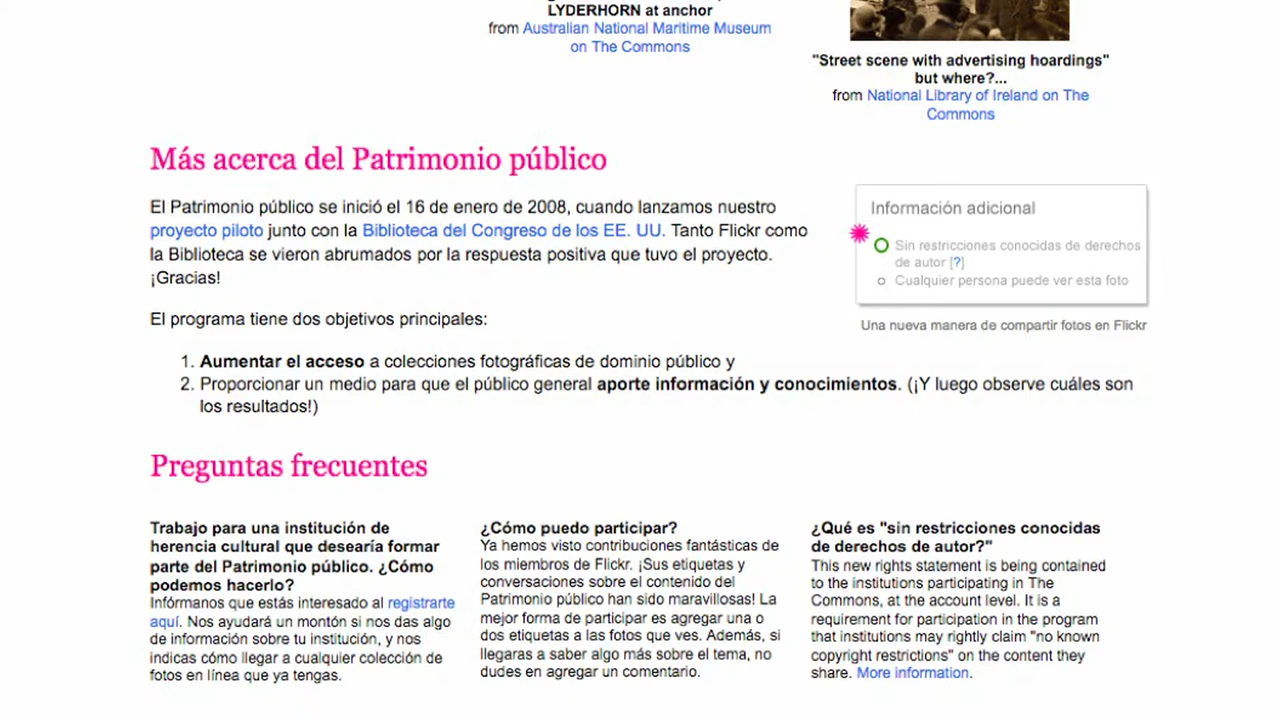 LYDERHORN at anchor
from Australian National Maritime Museum
on The Commons
"Street scene with advertising hoardings"
but where?...
from National Library of Ireland on The
Commons
Más acerca del Patrimonio público
El Patrimonio público se inició el 16 de enero de 2008, cuando lanzamos nuestro
proyecto piloto junto con la Biblioteca del Congreso de los EE. UU. Tanto Flickr como
la Biblioteca se vieron abrumados por la respuesta positiva que tuvo el proyecto.
¡Gracias!
Información adicional
Sin restricciones conocidas de derechos
de autor [?]
Cualquier persona puede ver esta foto
Una nueva manera de compartir fotos en Flickr
El programa tiene dos objetivos principales:
1. Aumentar el acceso a colecciones fotográficas de dominio público y
2. Proporcionar un medio para que el público general aporte información y conocimientos. (¡Y luego observe cuáles son
los resultados!)
Preguntas frecuentes
Trabajo para una institución de
herencia cultural que desearía formar
parte del Patrimonio público. ¿Cómo
podemos hacerlo?
Infórmanos que estás interesado al registrarte
aquí. Nos ayudará un montón si nos das algo
de información sobre tu institución, y nos
indicas cómo llegar a cualquier colección de
fotos en línea que ya tengas.
¿Cómo puedo participar?
Ya hemos visto contribuciones fantásticas de
los miembros de Flickr. ¡Sus etiquetas y
conversaciones sobre el contenido del
Patrimonio público han sido maravillosas! La
mejor forma de participar es agregar una o
dos etiquetas a las fotos que ves. Además, si
llegaras a saber algo más sobre el tema, no
dudes en agregar un comentario.
¿Qué es "sin restricciones conocidas
de derechos de autor?"
This new rights statement is being contained
to the institutions participating in The
Commons, at the account level. It is a
requirement for participation in the program
that institutions may rightly claim "no known
copyright restrictions" on the content they
share. More information.